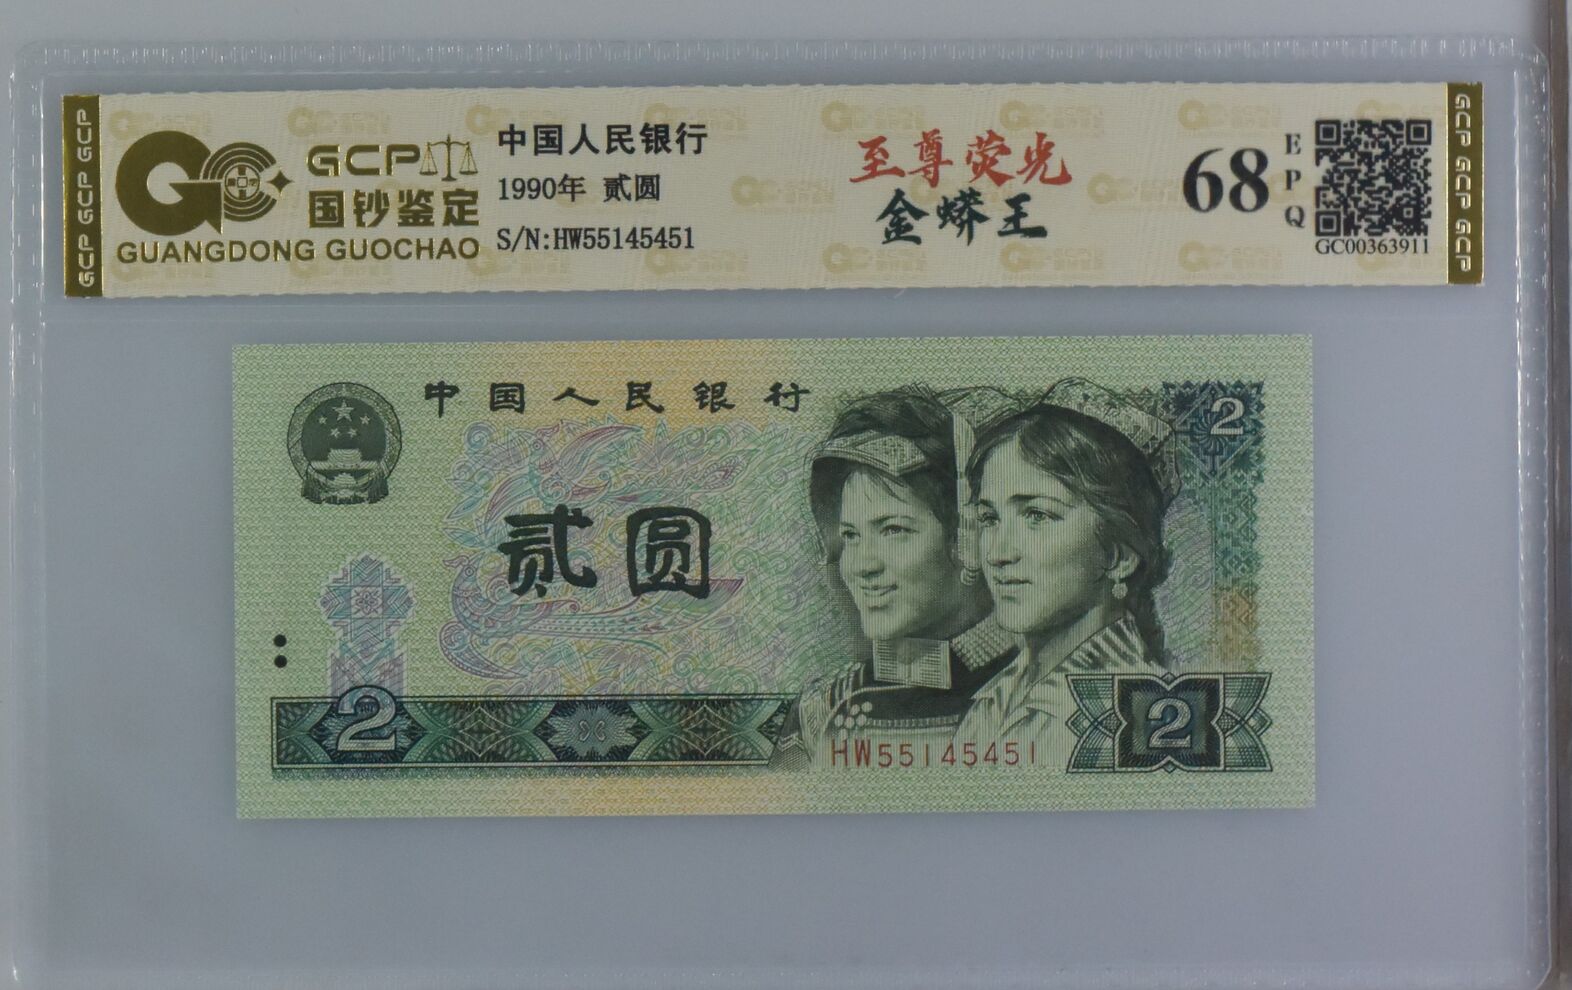 GCP
国钞鉴定
GUANGDONG GUOCHAO
中国人民银行
1990年 贰圆
S/N:HW55145451
至尊荧光
金蟒王
68
EPQ
GC00363911
GCP GCP GCP
GCP GCP GCP
中国人民银行
2
贰圆
2
HW55145451
2